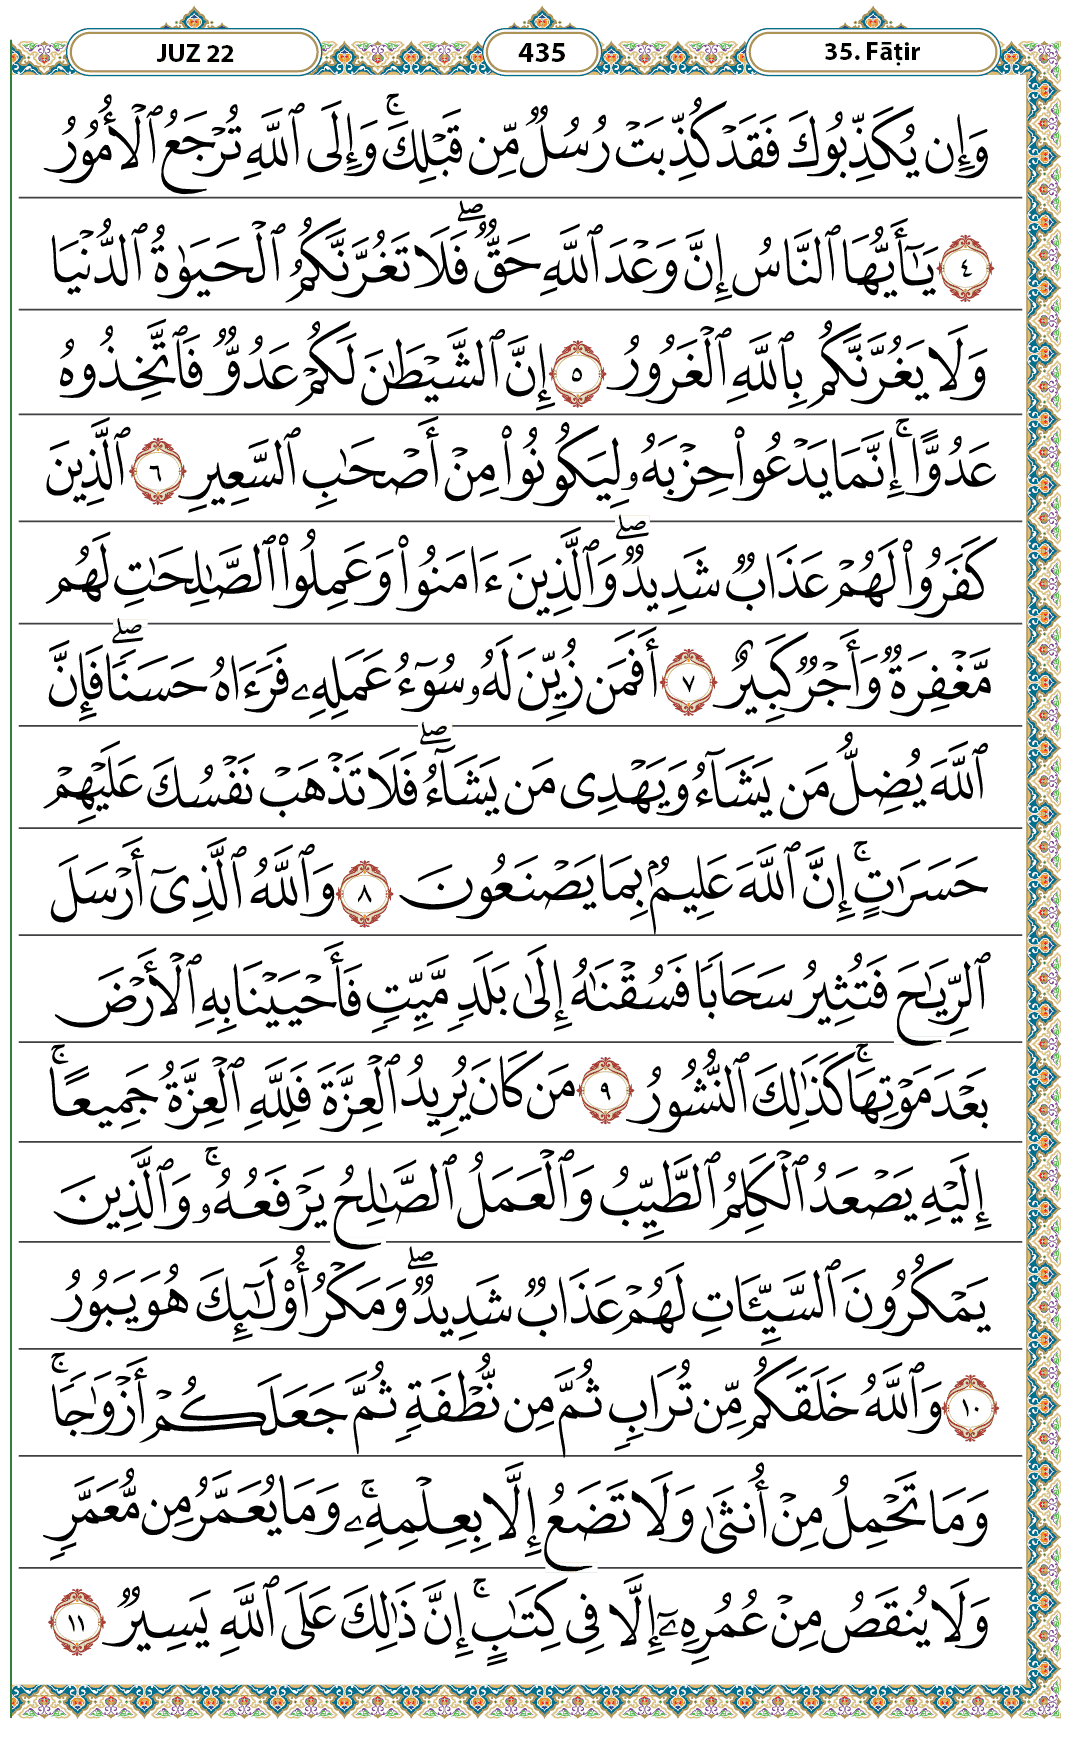 JUZ 22 435 35. Fāṭir
وَإِن يُكَذِّبُوكَ فَقَدۡ كُذِّبَتۡ رُسُلٞ مِّن قَبۡلِكَۚ وَإِلَى ٱللَّهِ تُرۡجَعُ ٱلۡأُمُورُ
٤ يَٰٓأَيُّهَا ٱلنَّاسُ إِنَّ وَعۡدَ ٱللَّهِ حَقّٞۖ فَلَا تَغُرَّنَّكُمُ ٱلۡحَيَوٰةُ ٱلدُّنۡيَا
وَلَا يَغُرَّنَّكُم بِٱللَّهِ ٱلۡغَرُورُ ٥ إِنَّ ٱلشَّيۡطَٰنَ لَكُمۡ عَدُوّٞ فَٱتَّخِذُوهُ
عَدُوًّاۚ إِنَّمَا يَدۡعُواْ حِزۡبَهُۥ لِيَكُونُواْ مِنۡ أَصۡحَٰبِ ٱلسَّعِيرِ ٦ ٱلَّذِينَ
كَفَرُواْ لَهُمۡ عَذَابٞ شَدِيدٞۖ وَٱلَّذِينَ ءَامَنُواْ وَعَمِلُواْ ٱلصَّٰلِحَٰتِ لَهُم
مَّغۡفِرَةٞ وَأَجۡرٞ كَبِيرٌ ٧ أَفَمَن زُيِّنَ لَهُۥ سُوٓءُ عَمَلِهِۦ فَرَءَاهُ حَسَنٗاۖ فَإِنَّ
ٱللَّهَ يُضِلُّ مَن يَشَآءُ وَيَهۡدِي مَن يَشَآءُۖ فَلَا تَذۡهَبۡ نَفۡسُكَ عَلَيۡهِمۡ
حَسَرَٰتٍۚ إِنَّ ٱللَّهَ عَلِيمُۢ بِمَا يَصۡنَعُونَ ٨ وَٱللَّهُ ٱلَّذِيٓ أَرۡسَلَ
ٱلرِّيَٰحَ فَتُثِيرُ سَحَابٗا فَسُقۡنَٰهُ إِلَىٰ بَلَدٖ مَّيِّتٖ فَأَحۡيَيۡنَا بِهِ ٱلۡأَرۡضَ
بَعۡدَ مَوۡتِهَاۚ كَذَٰلِكَ ٱلنُّشُورُ ٩ مَن كَانَ يُرِيدُ ٱلۡعِزَّةَ فَلِلَّهِ ٱلۡعِزَّةُ جَمِيعًاۚ
إِلَيۡهِ يَصۡعَدُ ٱلۡكَلِمُ ٱلطَّيِّبُ وَٱلۡعَمَلُ ٱلصَّٰلِحُ يَرۡفَعُهُۥۚ وَٱلَّذِينَ
يَمۡكُرُونَ ٱلسَّيِّـَٔاتِ لَهُمۡ عَذَابٞ شَدِيدٞۖ وَمَكۡرُ أُوْلَٰٓئِكَ هُوَ يَبُورُ
١٠ وَٱللَّهُ خَلَقَكُم مِّن تُرَابٖ ثُمَّ مِن نُّطۡفَةٖ ثُمَّ جَعَلَكُمۡ أَزۡوَٰجٗاۚ
وَمَا تَحۡمِلُ مِنۡ أُنثَىٰ وَلَا تَضَعُ إِلَّا بِعِلۡمِهِۦۚ وَمَا يُعَمَّرُ مِن مُّعَمَّرٖ
وَلَا يُنقَصُ مِنۡ عُمُرِهِۦٓ إِلَّا فِي كِتَٰبٍۚ إِنَّ ذَٰلِكَ عَلَى ٱللَّهِ يَسِيرٞ ١١